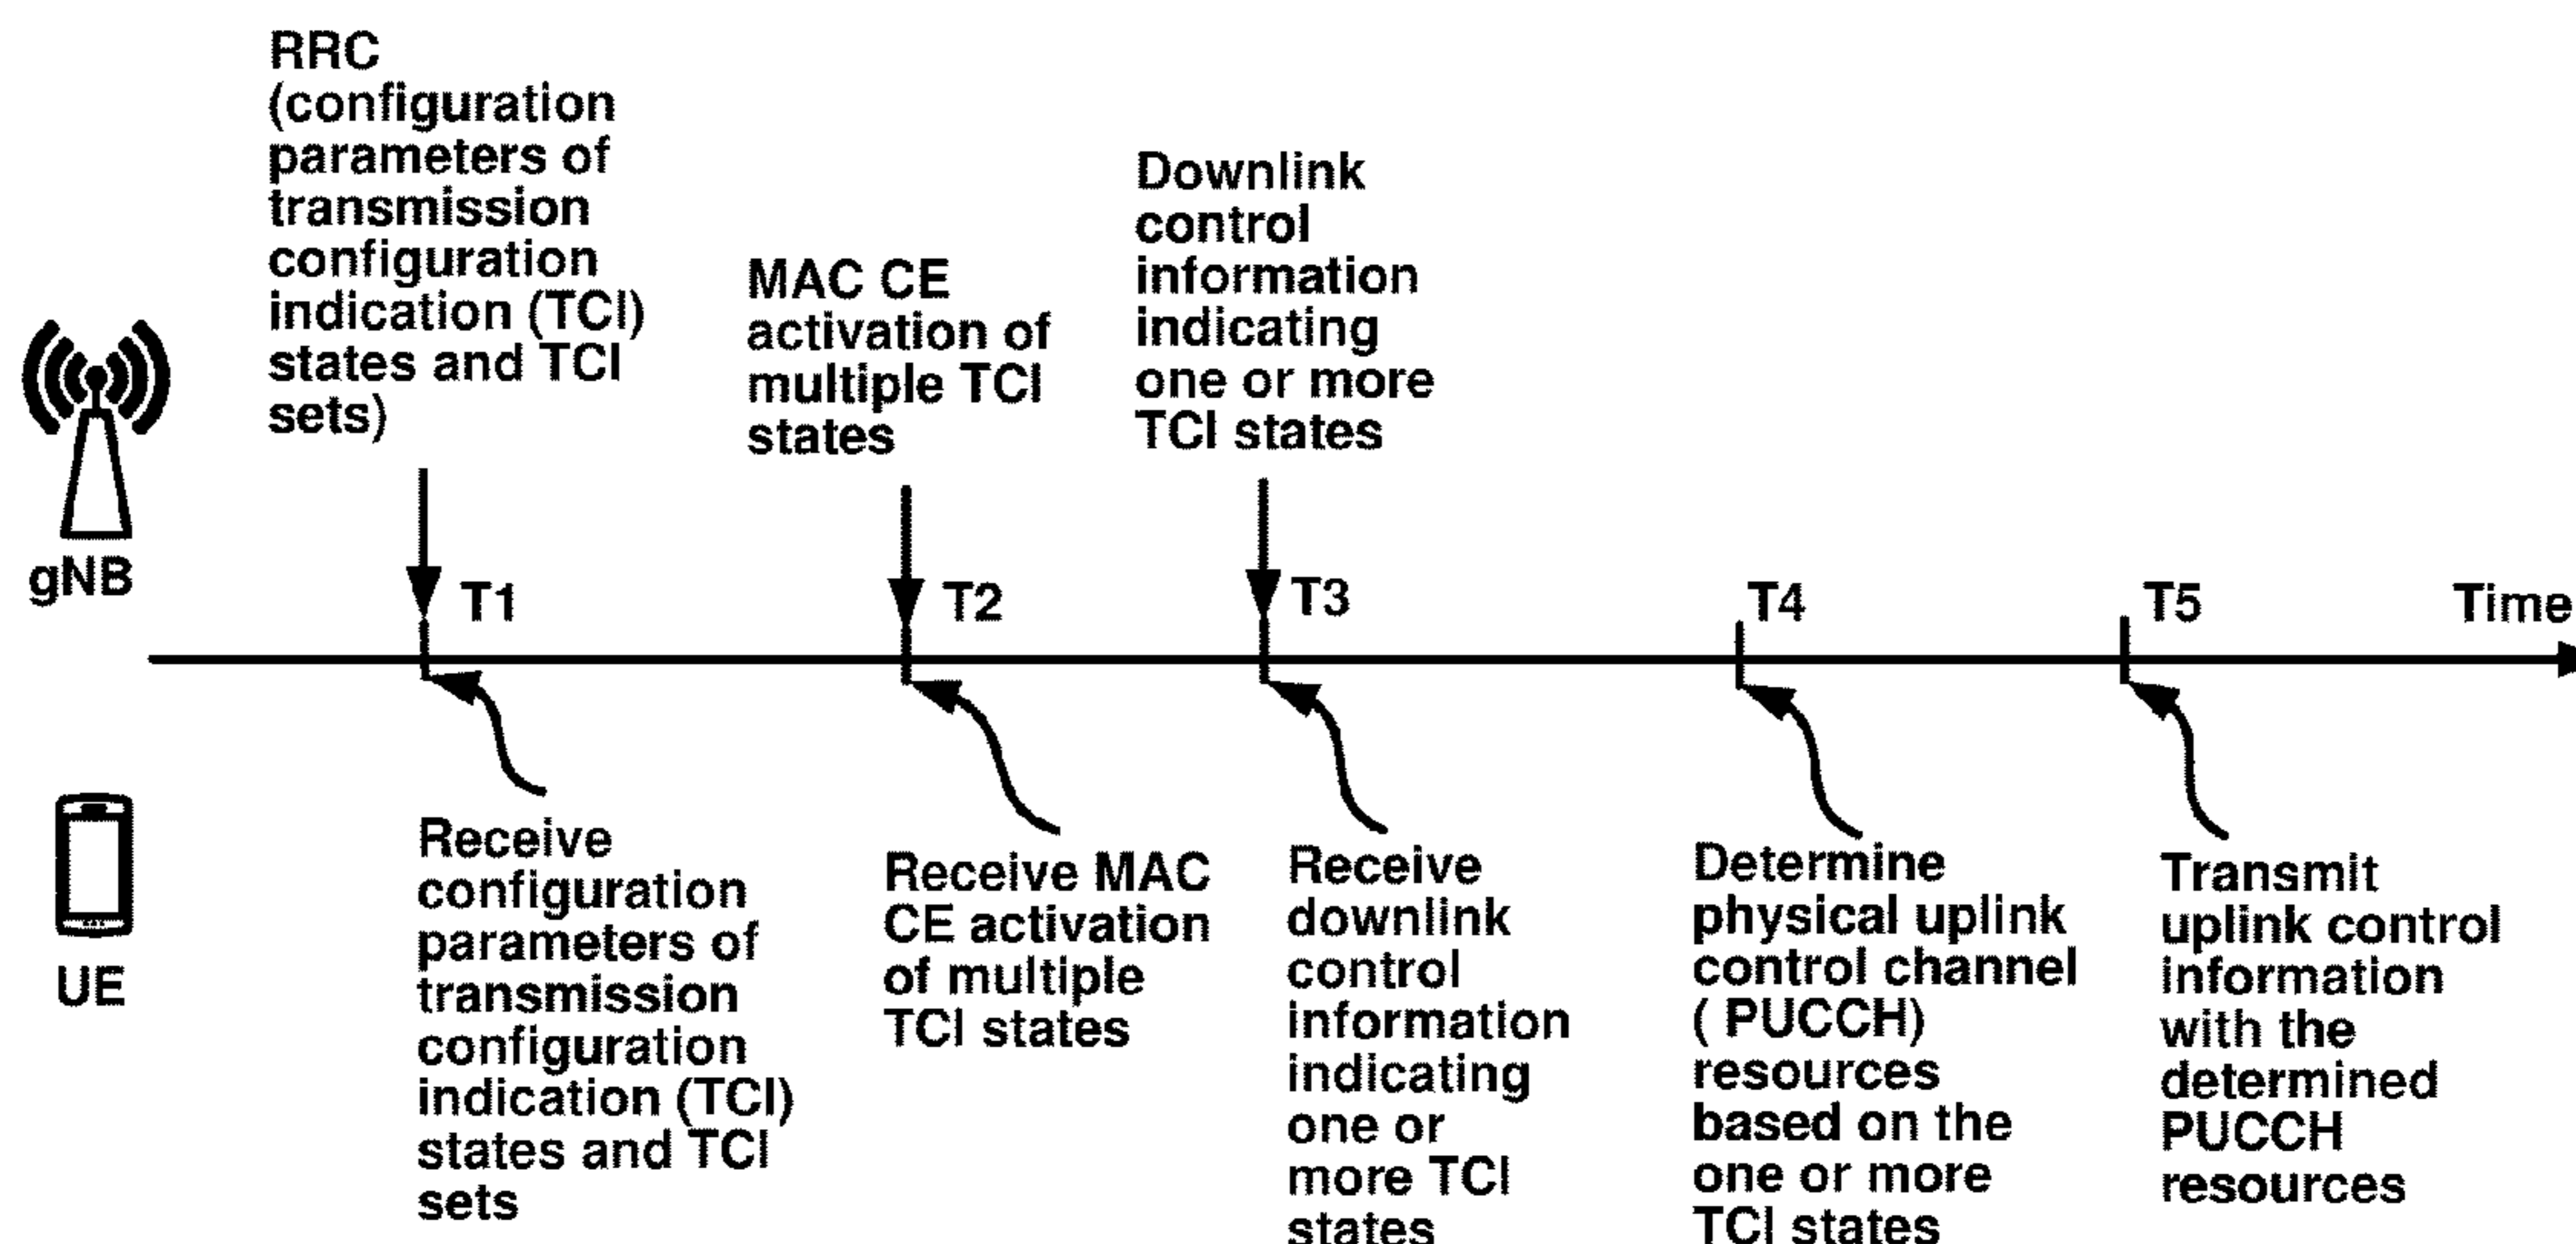 RRC
(configuration
parameters of
transmission
configuration
indication (TCI)
states and TCI
sets)
MAC CE
activation of
multiple TCI
states
Downlink
control
information
indicating
one or more
TCI states
gNB
T1
T2
T3
T4
T5
Time
UE
Receive
configuration
parameters of
transmission
configuration
indication (TCI)
states and TCI
sets
Receive MAC
CE activation
of multiple
TCI states
Receive
downlink
control
information
indicating
one or
more TCI
states
Determine
physical uplink
control channel
( PUCCH)
resources
based on the
one or more
TCI states
Transmit
uplink control
information
with the
determined
PUCCH
resources